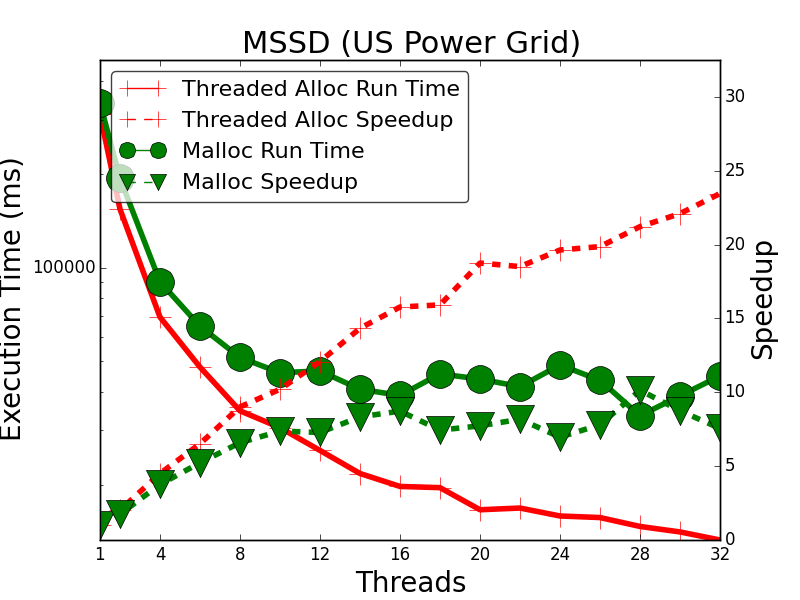 MSSD (US Power Grid)
Threaded Alloc Run Time
Threaded Alloc Speedup
Malloc Run Time
Malloc Speedup
Execution Time (ms)
100000
Speedup
30
25
20
15
10
5
0
1 4 8 12 16 20 24 28 32
Threads